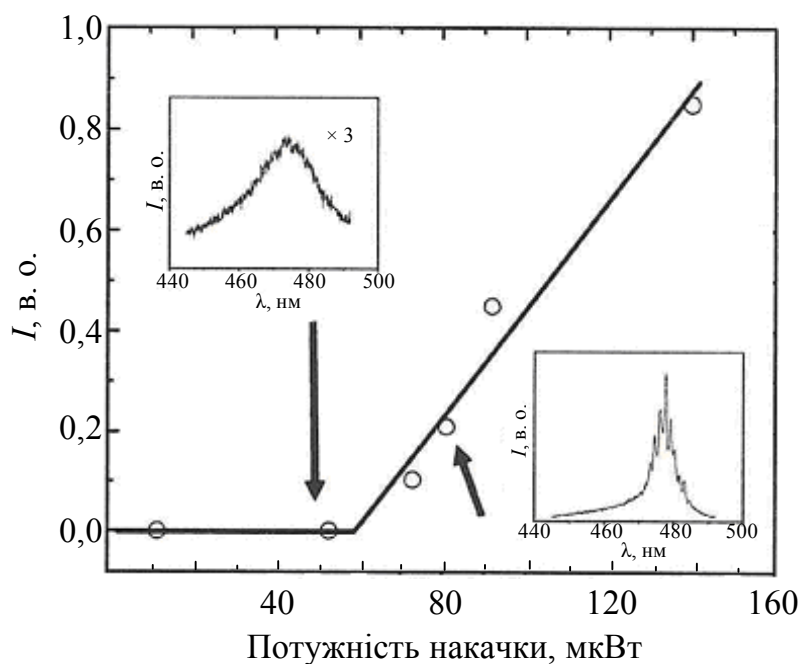 1,0
0,8
0,6
0,4
0,2
0,0
I, в. о.
× 3
I, в. о.
440 460 480 500
λ, нм
I, в. о.
440 460 480 500
λ, нм
40 80 120 160
Потужність накачки, мкВт